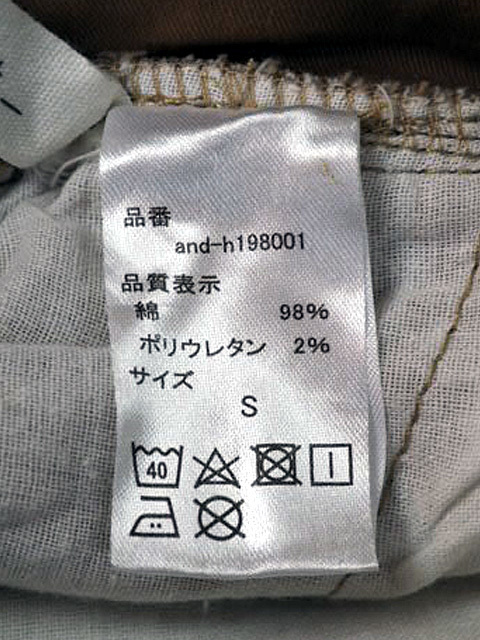 品番
and-h198001
品質表示
綿 98%
ポリウレタン 2%
サイズ
S
40